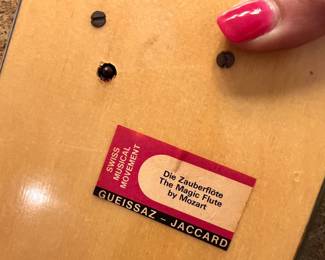 SWISS
MUSICAL
MOVEMENT
Die Zauberflöte
The Magic Flute
by Mozart
GUEISSAZ - JACCARD